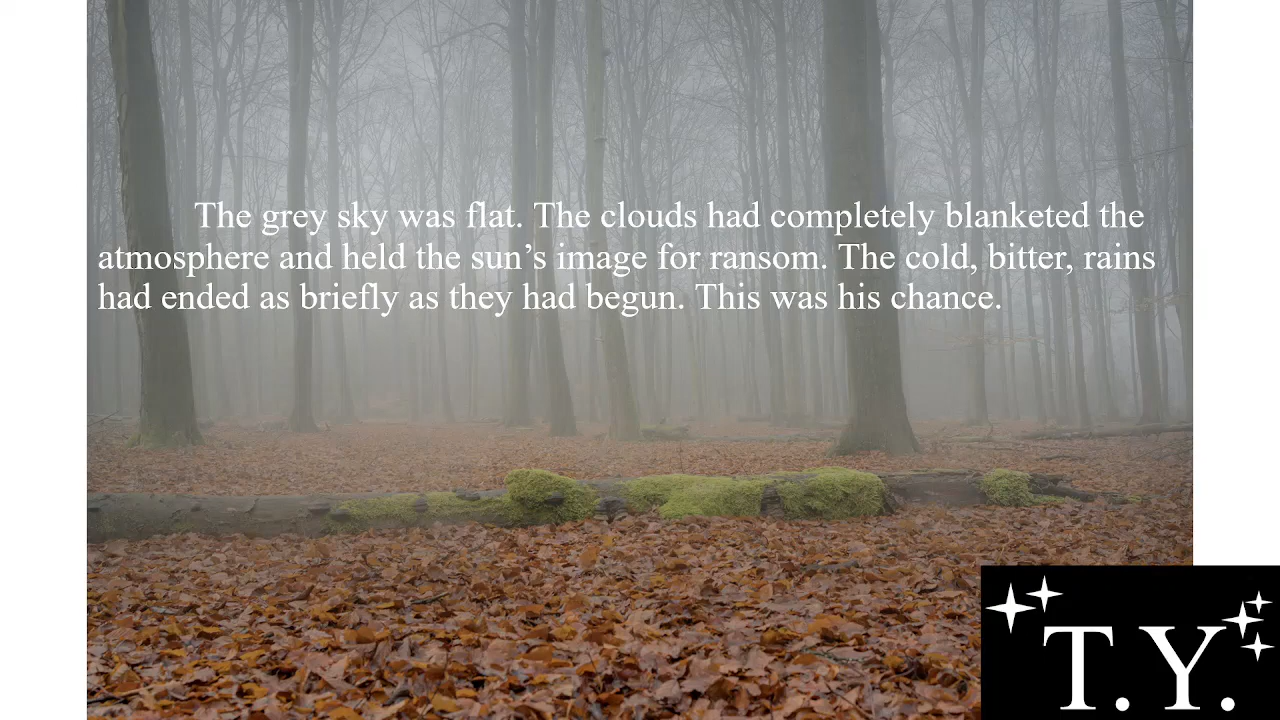 The grey sky was flat. The clouds had completely blanketed the
atmosphere and held the sun’s image for ransom. The cold, bitter, rains
had ended as briefly as they had begun. This was his chance.
T.Y.